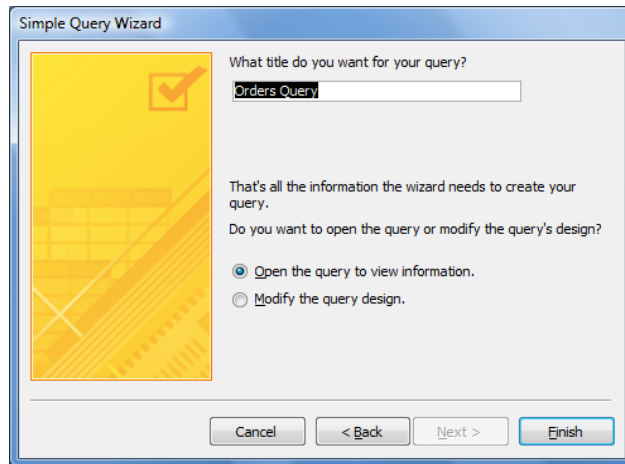 Simple Query Wizard
What title do you want for your query?
Orders Query
That's all the information the wizard needs to create your
query.
Do you want to open the query or modify the query's design?
Open the query to view information.
Modify the query design.
Cancel
< Back
Next >
Finish